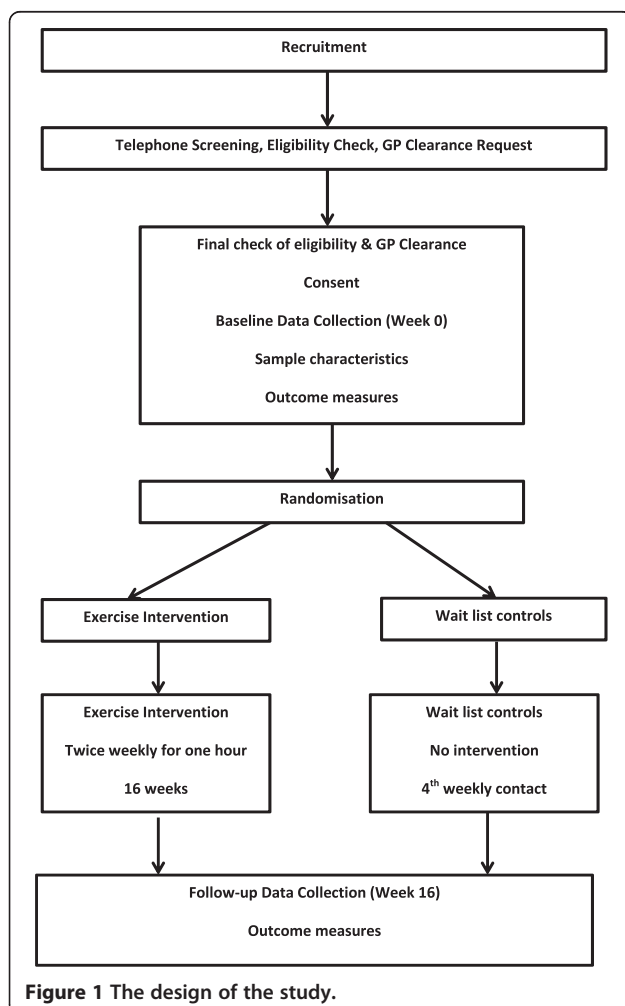 Recruitment
Telephone Screening, Eligibility Check, GP Clearance Request
Final check of eligibility & GP Clearance
Consent
Baseline Data Collection (Week 0)
Sample characteristics
Outcome measures
Randomisation
Exercise Intervention
Wait list controls
Exercise Intervention
Twice weekly for one hour
16 weeks
Wait list controls
No intervention
4th weekly contact
Follow-up Data Collection (Week 16)
Outcome measures
Figure 1 The design of the study.